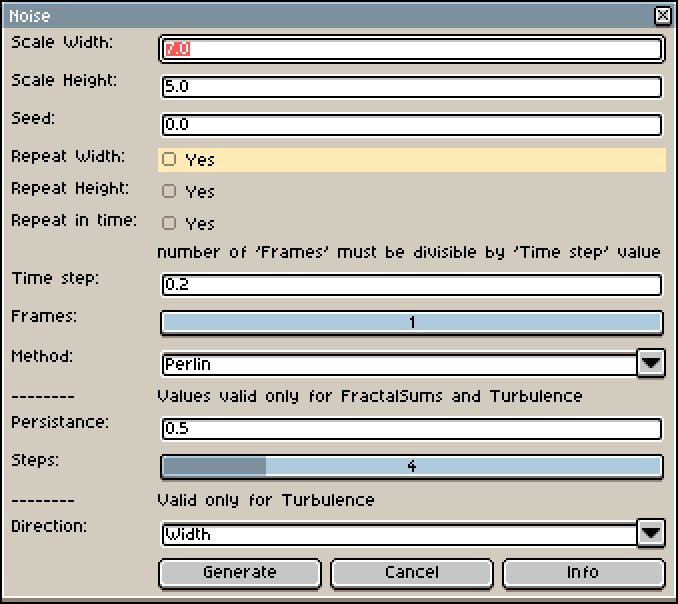 Noise
Scale Width: 7.0
Scale Height: 5.0
Seed: 0.0
Repeat Width: Yes
Repeat Height: Yes
Repeat in time: Yes
number of 'Frames' must be divisible by 'Time step' value
Time step: 0.2
Frames: 1
Method: Perlin
-------- Values valid only for FractalSums and Turbulence
Persistance: 0.5
Steps: 4
-------- Valid only for Turbulence
Direction: Width
Generate Cancel Info